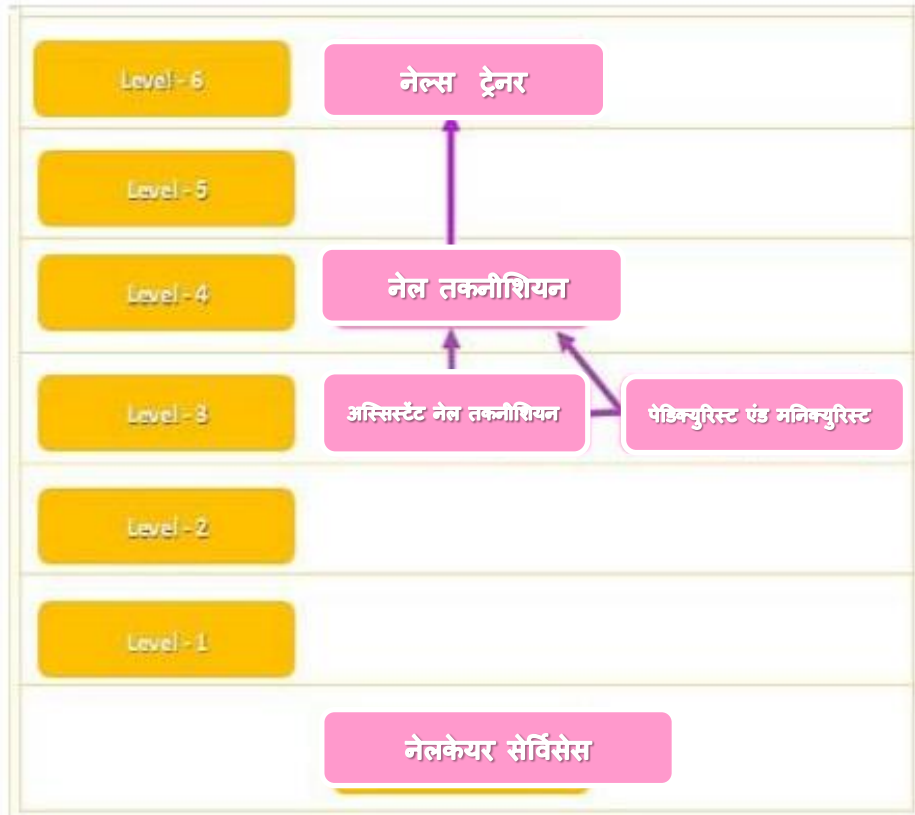 Level - 6
नेल्स ट्रेनर
Level - 5
Level - 4
नेल तकनीशियन
Level - 3
अस्सिस्टैंट नेल तकनीशियन
पेडिक्युरिस्ट एंड मनिक्युरिस्ट
Level - 2
Level - 1
नेलकेयर सेर्विसेस